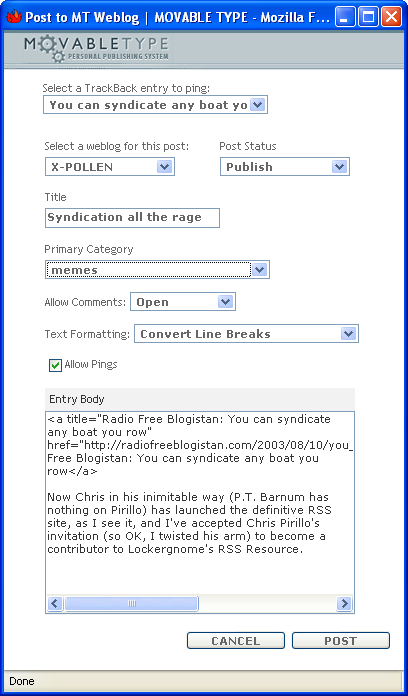 Post to MT Weblog | MOVABLE TYPE - Mozilla F...
MOVABLETYPE
PERSONAL PUBLISHING SYSTEM
Select a TrackBack entry to ping:
You can syndicate any boat yo
Select a weblog for this post: Post Status
X-POLLEN Publish
Title
Syndication all the rage
Primary Category
memes
Allow Comments: Open
Text Formatting: Convert Line Breaks
Allow Pings
Entry Body
<a title="Radio Free Blogistan: You can syndicate
any boat you row"
href="http://radiofreeblogistan.com/2003/08/10/you_
Free Blogistan: You can syndicate any boat you
row</a>
Now Chris in his inimitable way (P.T. Barnum has
nothing on Pirillo) has launched the definitive RSS
site, as I see it, and I've accepted Chris Pirillo's
invitation (so OK, I twisted his arm) to become a
contributor to Lockergnome's RSS Resource.
CANCEL POST
Done